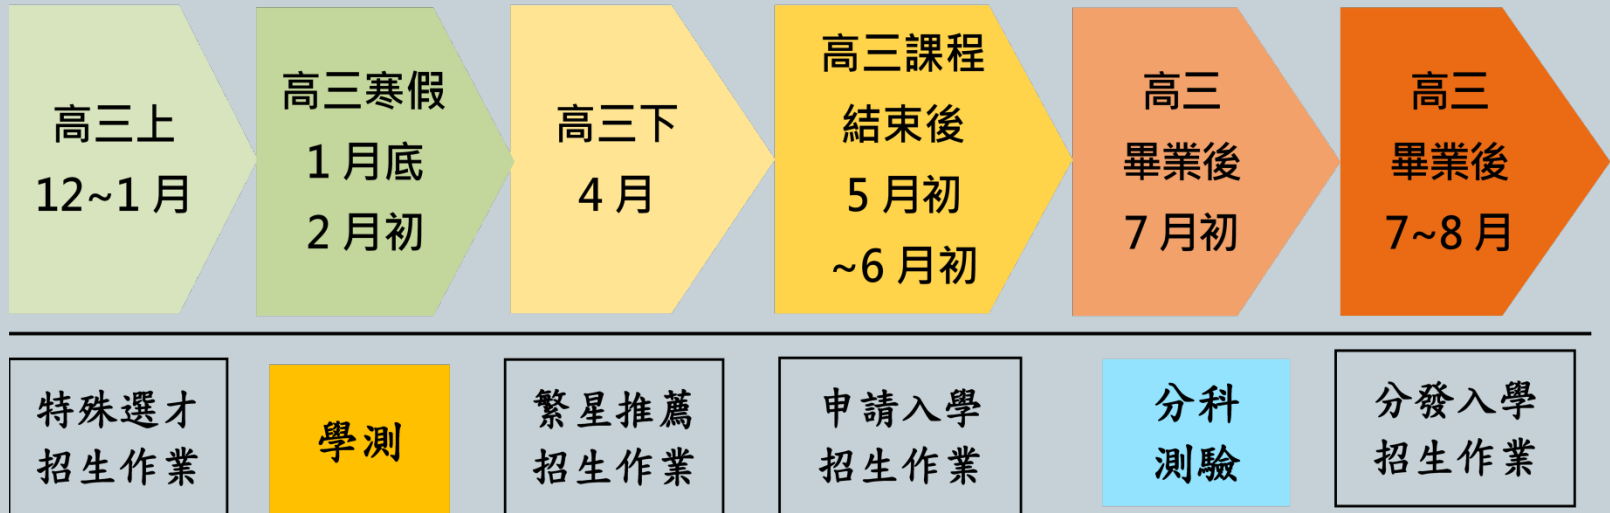 高三上
12~1 月
高三寒假
1 月底
2 月初
高三下
4 月
高三課程
結束後
5 月初
~6 月初
高三
畢業後
7 月初
高三
畢業後
7~8 月
特殊選才
招生作業
學測
繁星推薦
招生作業
申請入學
招生作業
分科
測驗
分發入學
招生作業